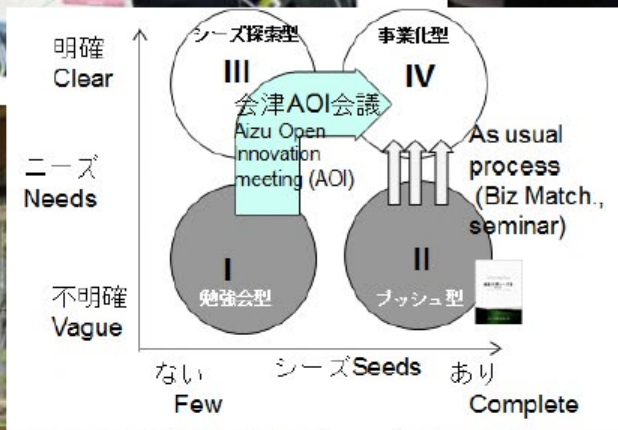 明確
Clear
シーズ探索型
III
事業化型
IV
会津AOI会議
Aizu Open
nnovation
meeting (AOI)
As usual
process
(Biz Match.,
seminar)
ニーズ
Needs
I
勉強会型
II
プッシュ型
不明確
Vague
ない
Few
シーズSeeds
あり
Complete